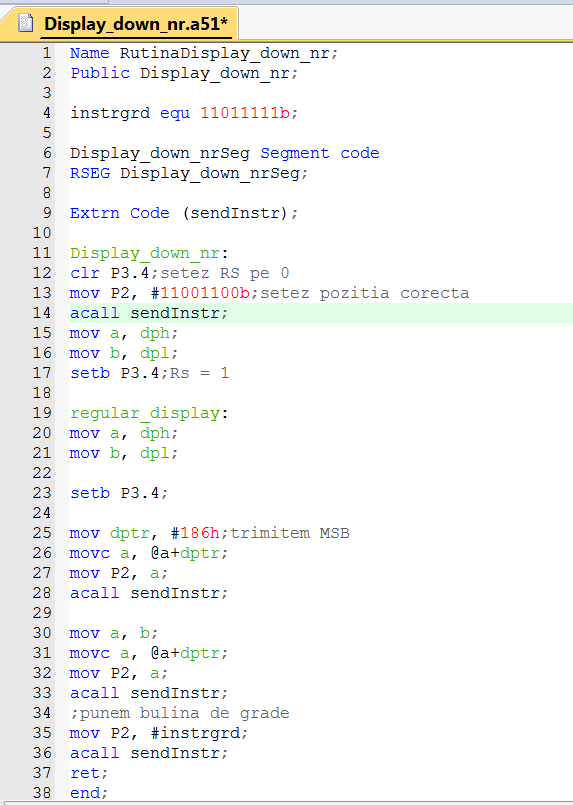 Display_down_nr.a51*
1 Name RutinaDisplay_down_nr;
2 Public Display_down_nr;
3
4 instrgrd equ 11011111b;
5
6 Display_down_nrSeg Segment code
7 RSEG Display_down_nrSeg;
8
9 Extrn Code (sendInstr);
10
11 Display_down_nr:
12 clr P3.4;setez RS pe 0
13 mov P2, #11001100b;setez pozitia corecta
14 acall sendInstr;
15 mov a, dph;
16 mov b, dpl;
17 setb P3.4;Rs = 1
18
19 regular_display:
20 mov a, dph;
21 mov b, dpl;
22
23 setb P3.4;
24
25 mov dptr, #186h;trimitem MSB
26 movc a, @a+dptr;
27 mov P2, a;
28 acall sendInstr;
29
30 mov a, b;
31 movc a, @a+dptr;
32 mov P2, a;
33 acall sendInstr;
34 ;punem bulina de grade
35 mov P2, #instrgrd;
36 acall sendInstr;
37 ret;
38 end;